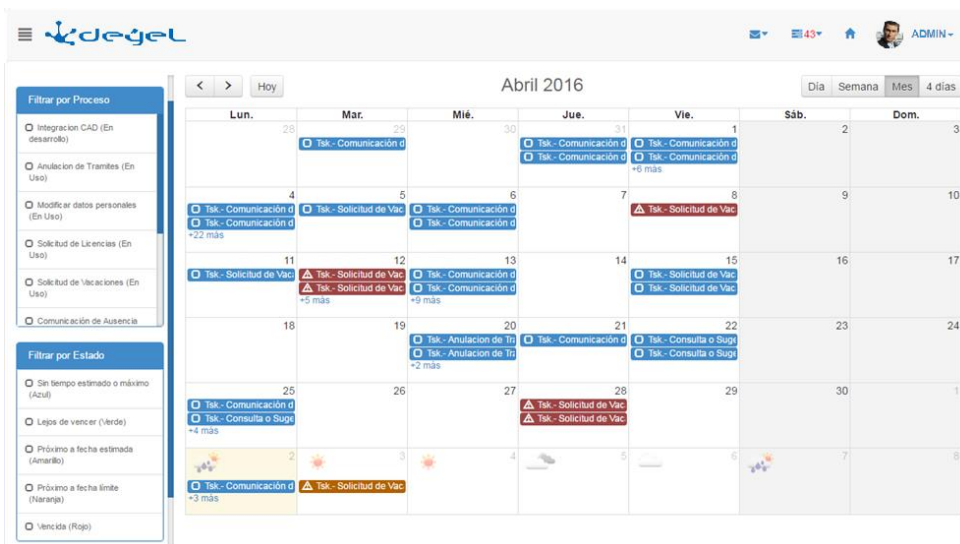 deyel
43
ADMIN
Filtrar por Proceso
Integracion CAD (En
desarrollo)
Anulacion de Tramites (En
Uso)
Modificar datos personales
(En Uso)
Solicitud de Licencias (En
Uso)
Solicitud de Vacaciones (En
Uso)
Comunicación de Ausencia
Filtrar por Estado
Sin tiempo estimado o máximo
(Azul)
Lejos de vencer (Verde)
Próximo a fecha estimada
(Amarillo)
Próximo a fecha límite
(Naranja)
Vencida (Rojo)
Hoy
Abril 2016
Día Semana Mes 4 días
Lun. Mar. Mié. Jue. Vie. Sáb. Dom.
28 29 30 31 1 2 3
Tsk.- Comunicación d Tsk.- Comunicación d Tsk.- Comunicación d
Tsk.- Comunicación d Tsk.- Comunicación d
+6 más
4 5 6 7 8 9 10
Tsk.- Comunicación d Tsk.- Solicitud de Vac Tsk.- Comunicación d Tsk.- Solicitud de Vac
Tsk.- Comunicación d Tsk.- Comunicación d
+22 más
11 12 13 14 15 16 17
Tsk.- Solicitud de Vaca Tsk.- Solicitud de Vac Tsk.- Comunicación d Tsk.- Solicitud de Vac
Tsk.- Solicitud de Vac Tsk.- Comunicación d Tsk.- Solicitud de Vac
+5 más +9 más
18 19 20 21 22 23 24
Tsk.- Anulacion de Tra Tsk.- Comunicación d Tsk.- Consulta o Suge
Tsk.- Anulacion de Tra Tsk.- Consulta o Suge
+2 más
25 26 27 28 29 30 1
Tsk.- Comunicación d Tsk.- Solicitud de Vac
Tsk.- Consulta o Suge Tsk.- Solicitud de Vac
+4 más
2 3 4 5 6 7 8
Tsk.- Comunicación d Tsk.- Solicitud de Vac
+3 más